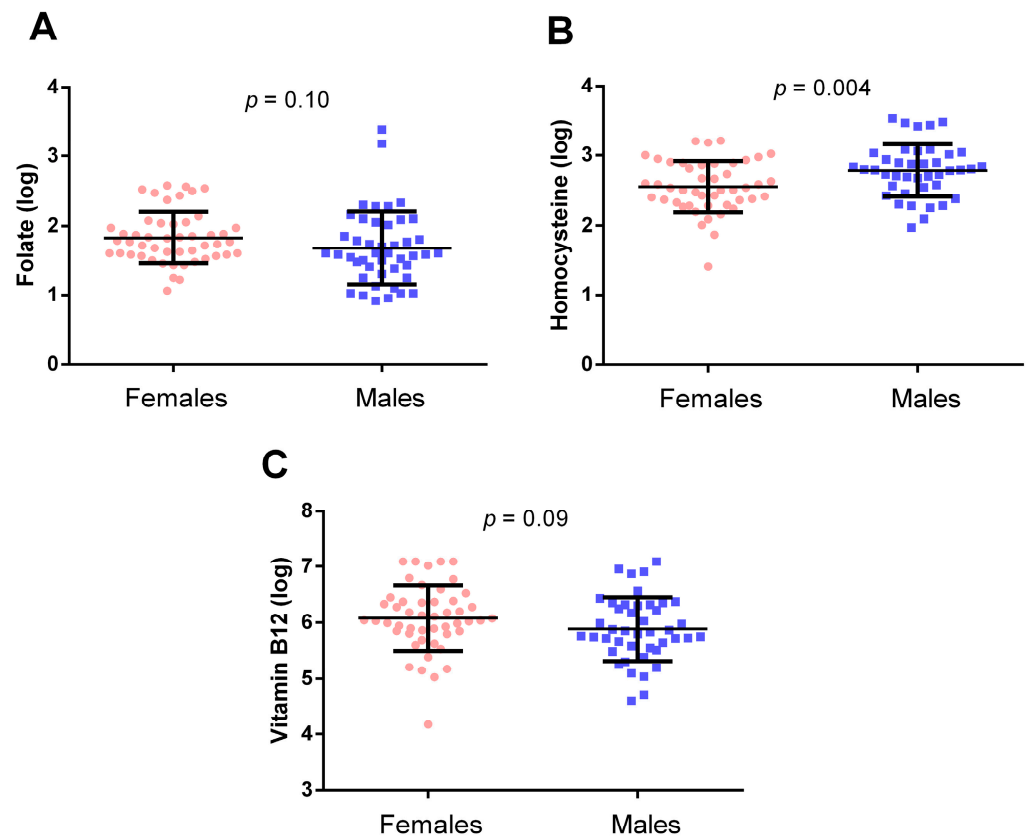 A
Folate (log)
4
3
2
1
0
p = 0.10
Females
Males
B
Homocysteine (log)
4
3
2
1
0
p = 0.004
Females
Males
C
Vitamin B12 (log)
8
7
6
5
4
3
p = 0.09
Females
Males